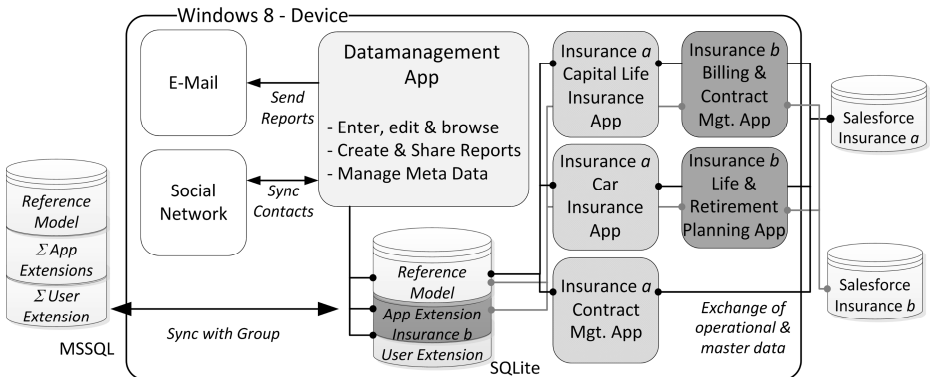 Windows 8 - Device
E-Mail
Send
Reports
Social
Network
Sync
Contacts
Datamanagement
App
- Enter, edit & browse
- Create & Share Reports
- Manage Meta Data
Insurance a
Capital Life
Insurance
App
Insurance b
Billing &
Contract
Mgt. App
Salesforce
Insurance a
Insurance a
Car
Insurance
App
Insurance b
Life &
Retirement
Planning App
Reference
Model
Σ App
Extensions
Σ User
Extension
MSSQL
Sync with Group
Reference
Model
App Extension
Insurance b
User Extension
SQLite
Insurance a
Contract
Mgt. App
Exchange of
operational &
master data
Salesforce
Insurance b